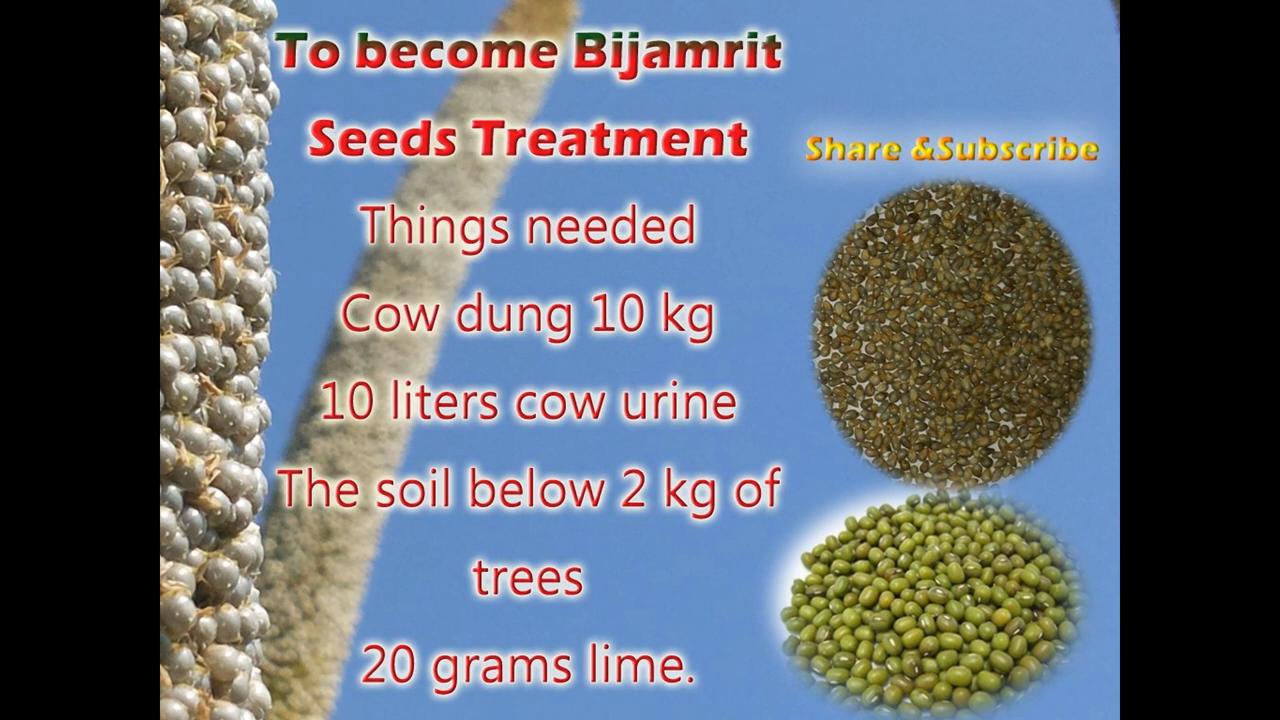 To become Bijamrit
Seeds Treatment
Share &Subscribe
Things needed
Cow dung 10 kg
10 liters cow urine
The soil below 2 kg of
trees
20 grams lime.